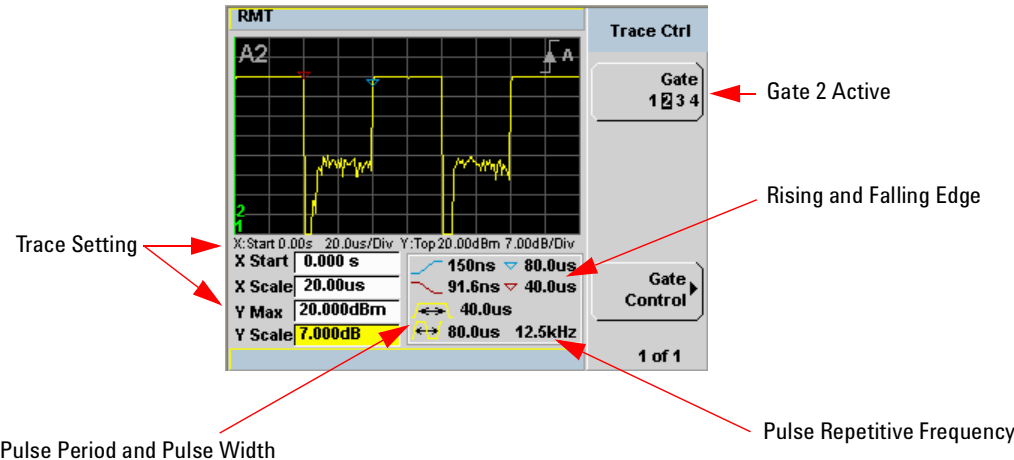 RMT
Trace Ctrl
A2
A
Gate
1 2 3 4
Gate 2 Active
Rising and Falling Edge
2
1
X:Start 0.00s 20.0us/Div Y:Top 20.00dBm 7.00dB/Div
Trace Setting
X Start 0.000 s
X Scale 20.00us
Y Max 20.000dBm
Y Scale 7.000dB
150ns 80.0us
91.6ns 40.0us
40.0us
80.0us 12.5kHz
Gate
Control
1 of 1
Pulse Repetitive Frequency
Pulse Period and Pulse Width